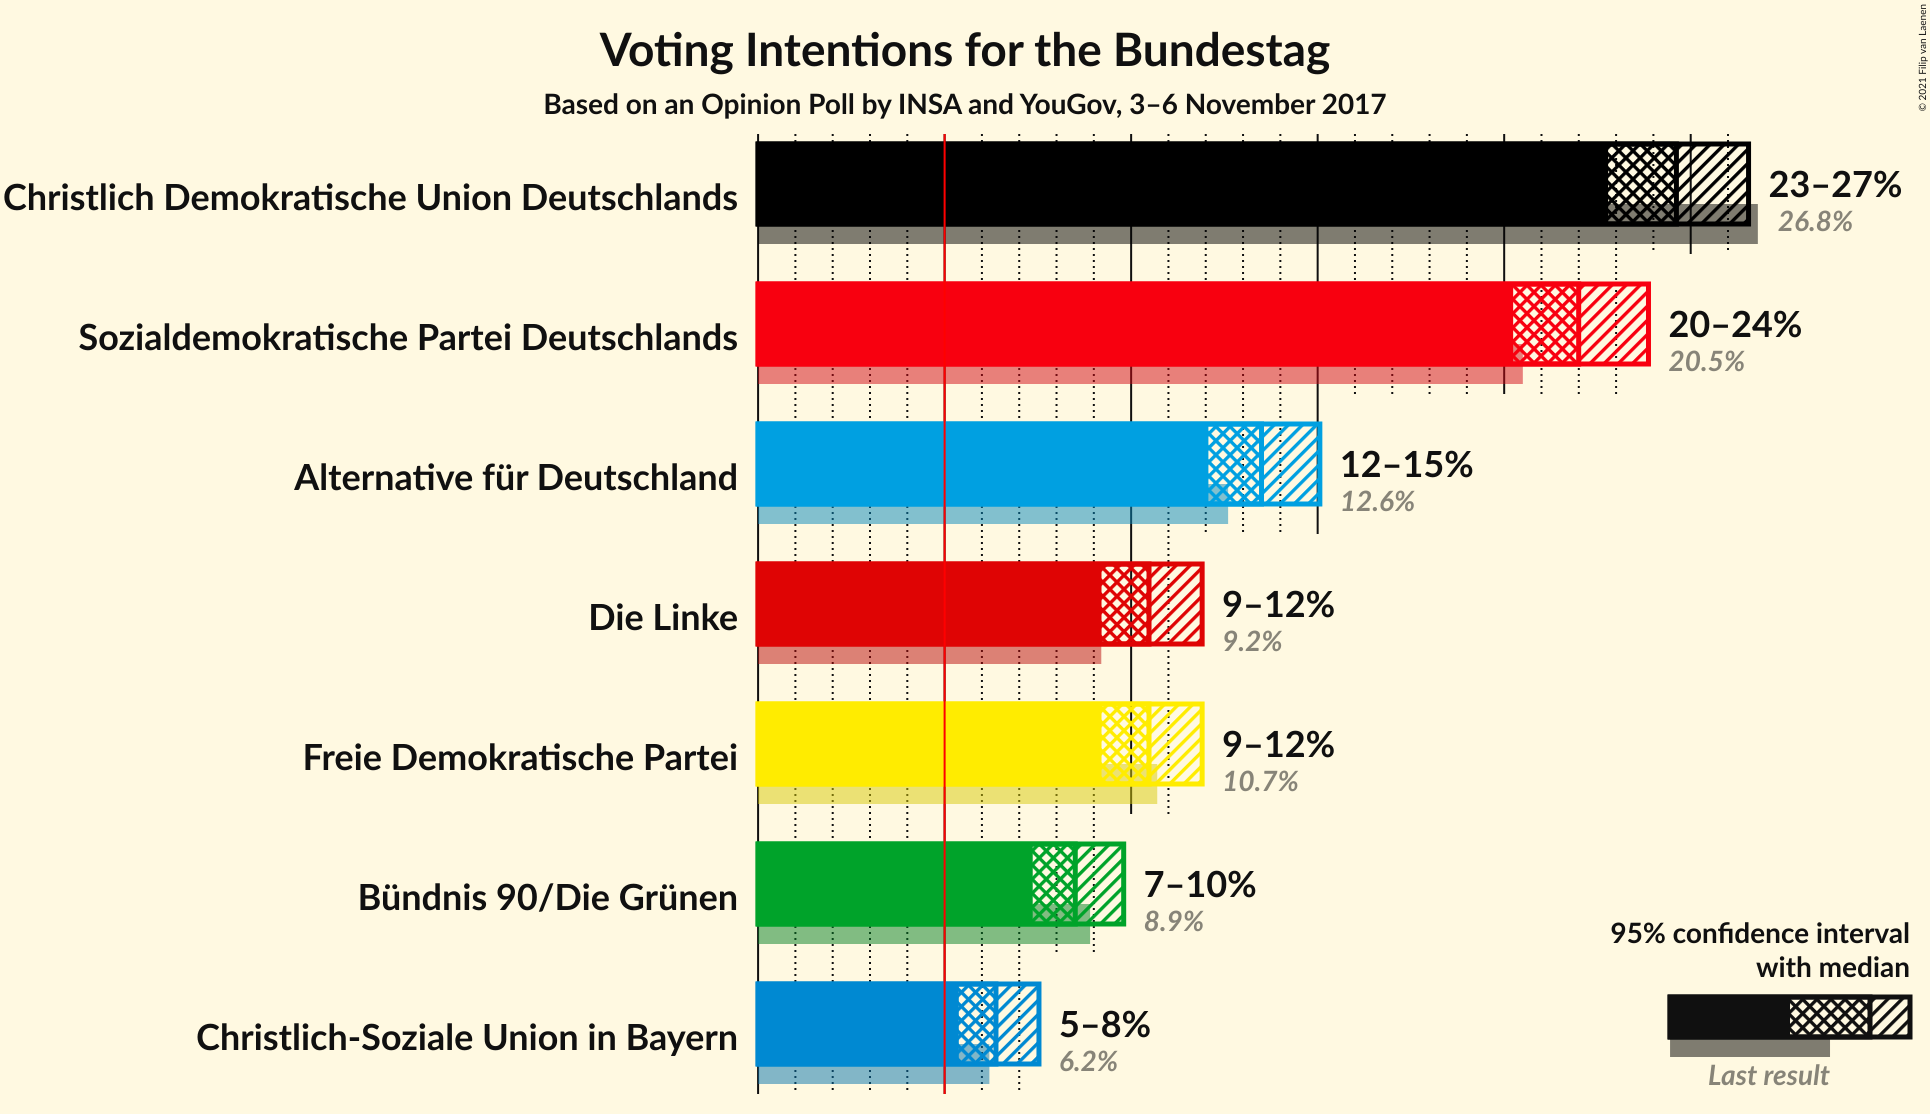 Voting Intentions for the Bundestag
Based on an Opinion Poll by INSA and YouGov, 3–6 November 2017
© 2021 Filip van Laenen
Christlich Demokratische Union Deutschlands
23–27%
26.8%
Sozialdemokratische Partei Deutschlands
20–24%
20.5%
Alternative für Deutschland
12–15%
12.6%
Die Linke
9–12%
9.2%
Freie Demokratische Partei
9–12%
10.7%
Bündnis 90/Die Grünen
7–10%
8.9%
Christlich-Soziale Union in Bayern
5–8%
6.2%
95% confidence interval
with median
Last result